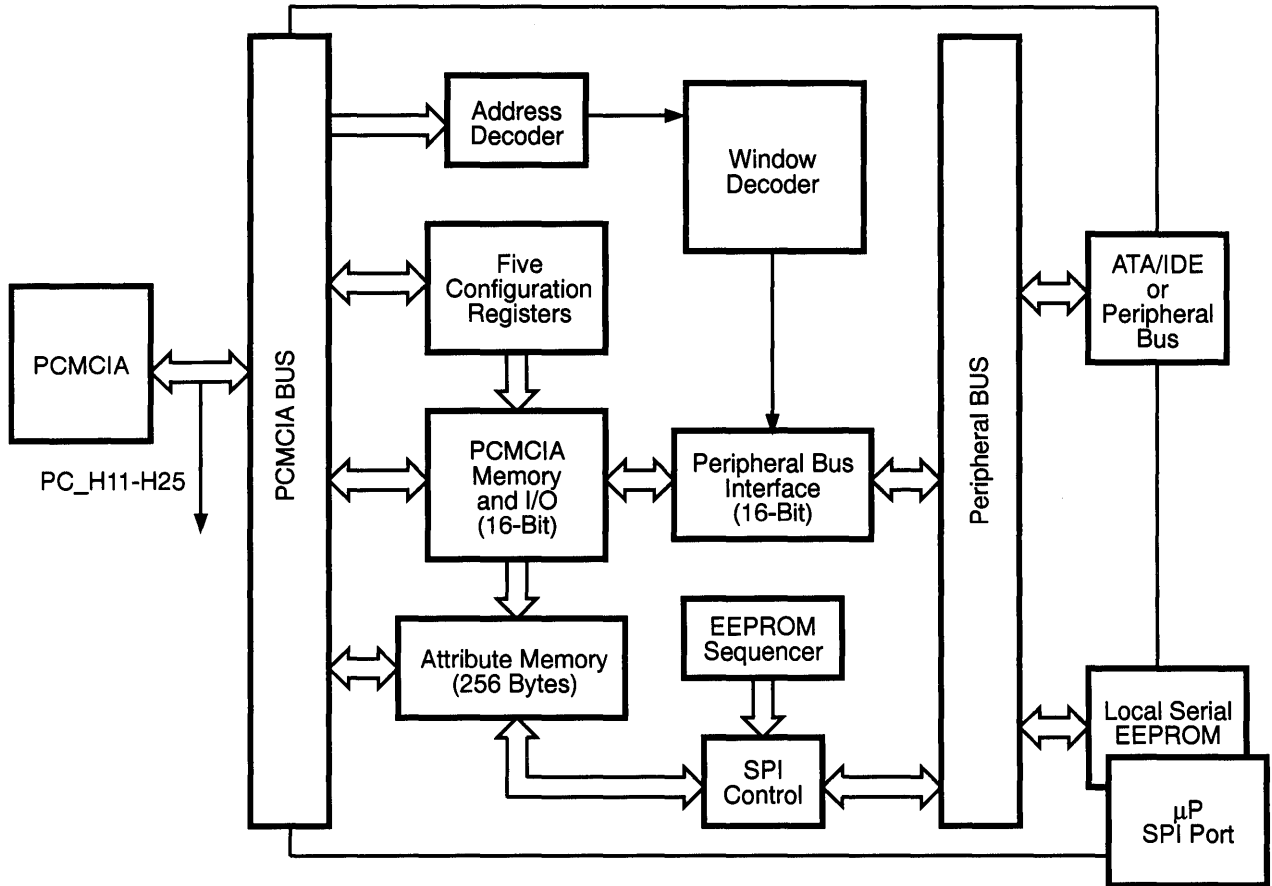 Address
Decoder
Window
Decoder
Five
Configuration
Registers
ATA/IDE
or
Peripheral
Bus
PCMCIA
PCMCIA BUS
Peripheral BUS
PC_H11-H25
PCMCIA
Memory
and I/O
(16-Bit)
Peripheral Bus
Interface
(16-Bit)
EEPROM
Sequencer
Attribute Memory
(256 Bytes)
Local Serial
EEPROM
SPI
Control
µP
SPI Port